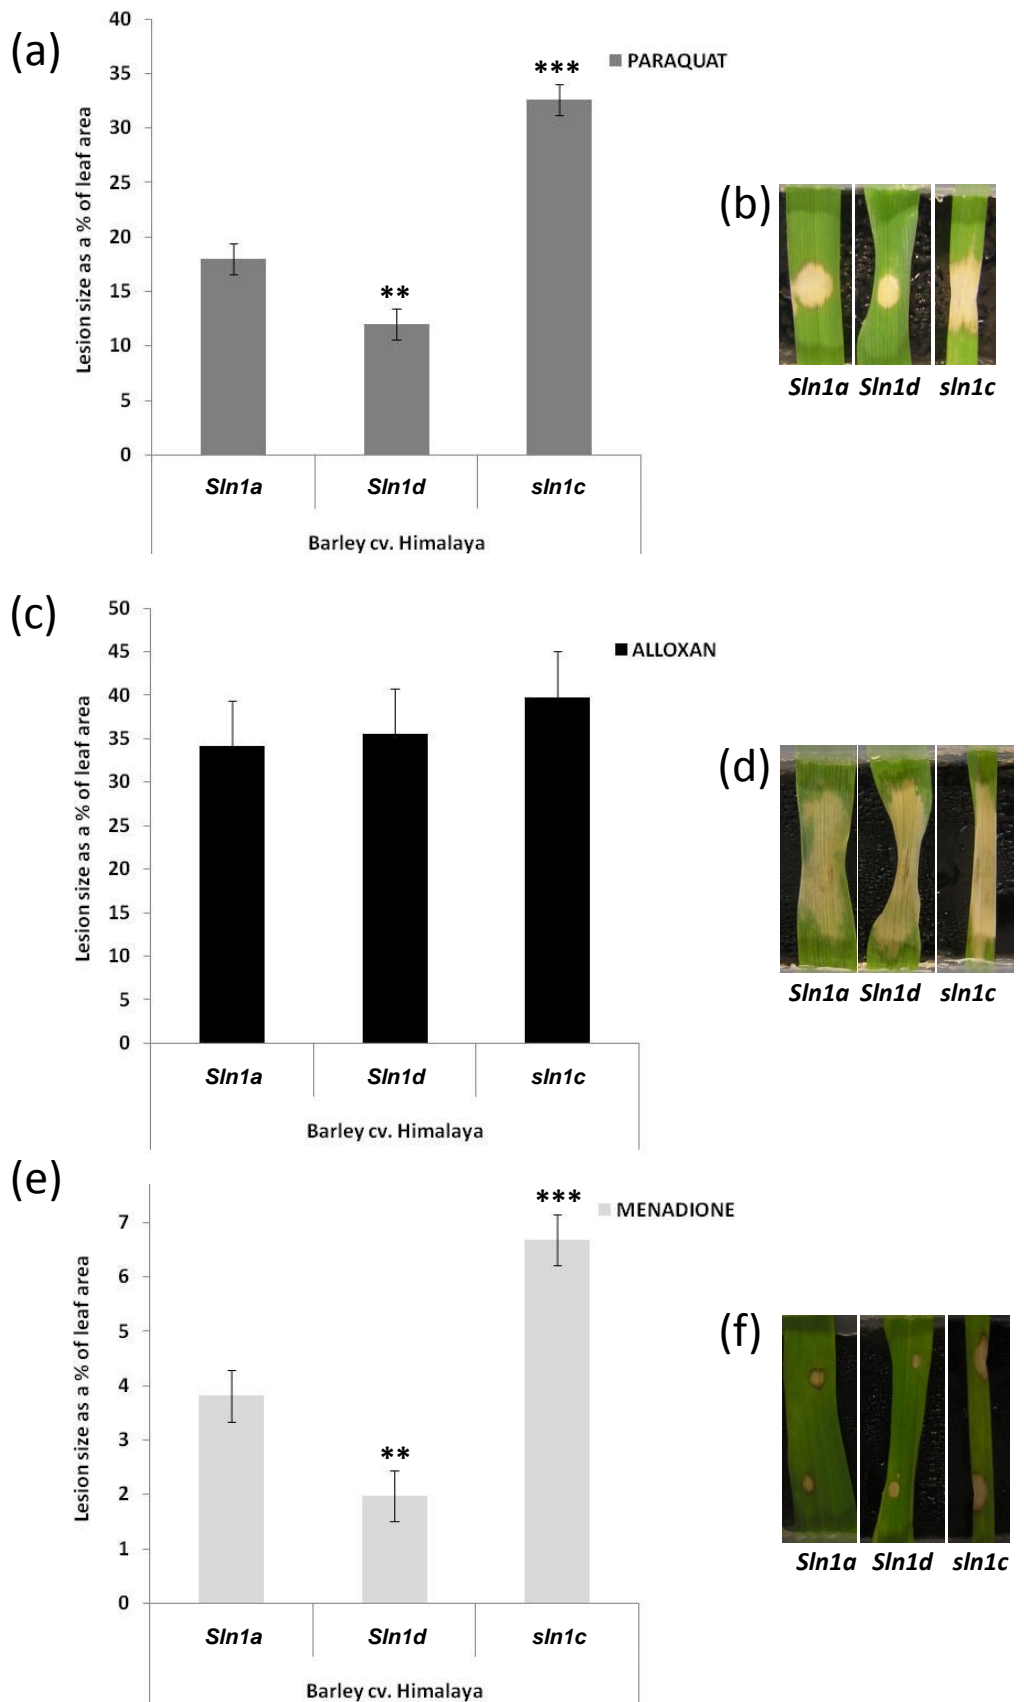 (a)
40
35
30
25
20
15
10
5
0
Lesion size as a % of leaf area
PARAQUAT
**
***
Sln1a Sln1d sln1c
Barley cv. Himalaya
(b)
Sln1a Sln1d sln1c
(c)
50
45
40
35
30
25
20
15
10
5
0
Lesion size as a % of leaf area
ALLOXAN
Sln1a Sln1d sln1c
Barley cv. Himalaya
(d)
Sln1a Sln1d sln1c
(e)
7
6
5
4
3
2
1
0
Lesion size as a % of leaf area
MENADIONE
**
***
Sln1a Sln1d sln1c
Barley cv. Himalaya
(f)
Sln1a Sln1d sln1c